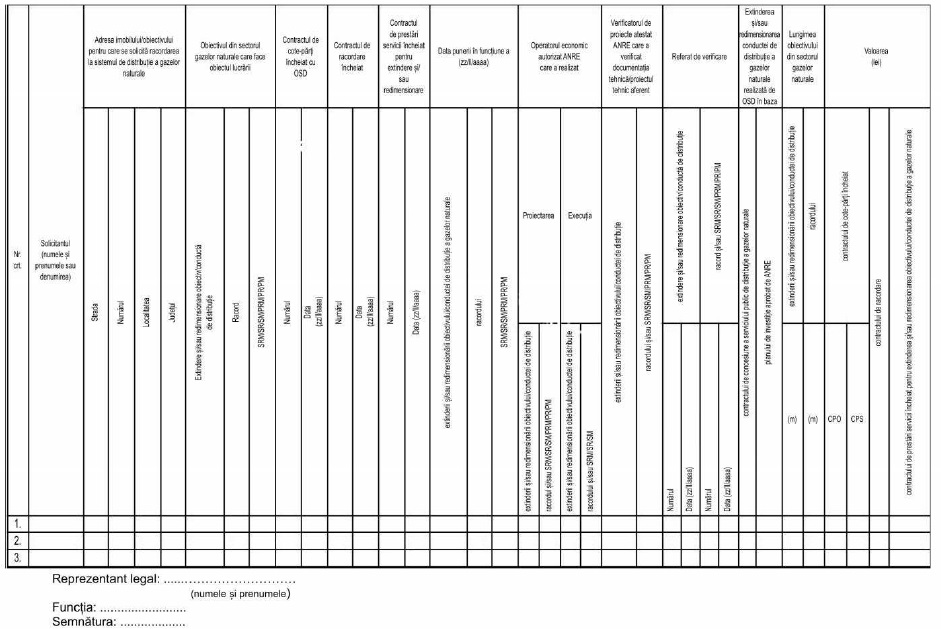 Nr.
crt.
Solicitantul
(numele și
prenumele sau
denumirea)
Adresa imobilului/obiectivului
pentru care se solicită racordarea
la sistemul de distribuție a gazelor
naturale
Strada
Numărul
Localitatea
Județul
Obiectivul din sectorul
gazelor naturale care face
obiectul lucrării
Extindere și/sau redimensionare obiectiv/conductă
de distribuție
Racord
SRM/SR/SM/PRM/PR/PM
Contractul de
cote-părți
încheiat cu
OSD
Numărul
Data
(zz/ll/aaaa)
Contractul de
racordare
încheiat
Numărul
Data
(zz/ll/aaaa)
Contractul
de prestări
servicii încheiat
pentru
extindere și/
sau
redimensionare
Numărul
Data (zz/ll/aaaa)
Data punerii în funcțiune a
(zz/ll/aaaa)
extinderii și/sau redimensionării obiectivului/conductei de distribuție a gazelor naturale
racordului
SRM/SR/SM/PRM/PR/PM
Operatorul economic
autorizat ANRE
care a realizat
Proiectarea
extinderii și/sau redimensionării obiectivului/conductei de distribuție
racordul și/sau SRM/SR/SM/PRM/PR/PM
Execuția
extinderii și/sau redimensionării obiectivului/conductei de distribuție
racordului și/sau SRM/SR/SM
Verificatorul de
proiecte atestat
ANRE care a
verificat
documentația
tehnică/proiectul
tehnic aferent
extinderii și/sau redimensionării obiectivului/conductei de distribuție
racordului și/sau SRM/SR/SM/PRM/PR/PM
Referat de verificare
extindere și/sau redimensionare obiectiv/conductă de distribuție
Numărul
Data (zz/ll/aaaa)
racord și/sau SRM/SR/SM/PRM/PR/PM
Numărul
Data (zz/ll/aaaa)
Extinderea
și/sau
redimensionarea
conductei de
distribuție a
gazelor
naturale
realizată de
OSD în baza
contractului de concesiune a serviciului public de distribuție a gazelor naturale
planului de investiție aprobat de ANRE
Lungimea
obiectivului
din sectorul
gazelor
naturale
extinderii și/sau redimensionării obiectivului/conductei de distribuție
(m)
racordului
(m)
Valoarea
(lei)
contractului de cote-părți încheiat
CPO
CPS
contractului de racordare
contractului de prestări servicii încheiat pentru extinderea și/sau redimensionarea obiectivului/conductei de distribuție a gazelor naturale
1.
2.
3.
Reprezentant legal: ..............................
(numele și prenumele)
Funcția: ........................
Semnătura: ..................